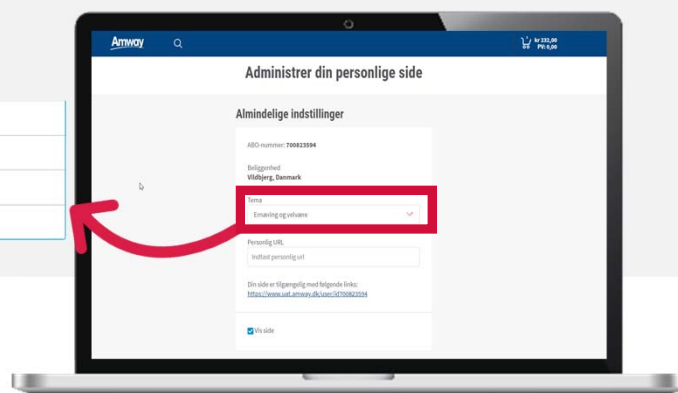 Amway
kr 232,00
PV: 0,00
Administrer din personlige side
Almindelige indstillinger
ABO-nummer: 700823594
Beliggenhed
Vildbjerg, Danmark
Tema
Ernæring og velvære
Personlig URL
Indtast personlig url
Din side er tilgængelig med følgende links:
https://www.uat.amway.dk/user/id700823594
Vis side